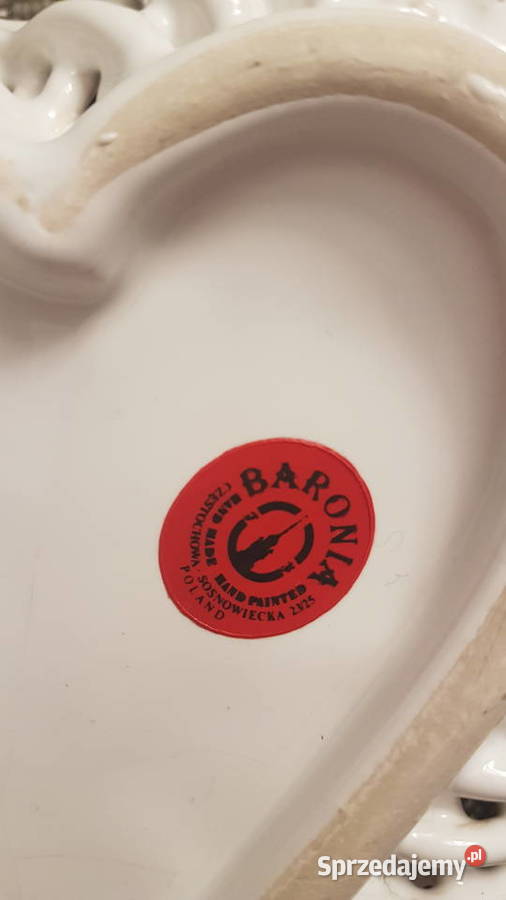 BARONIA
HAND MADE HAND PAINTED
CZĘSTOCHOWA · SOSNOWIECKA 23/25
POLAND
Sprzedajemy.pl